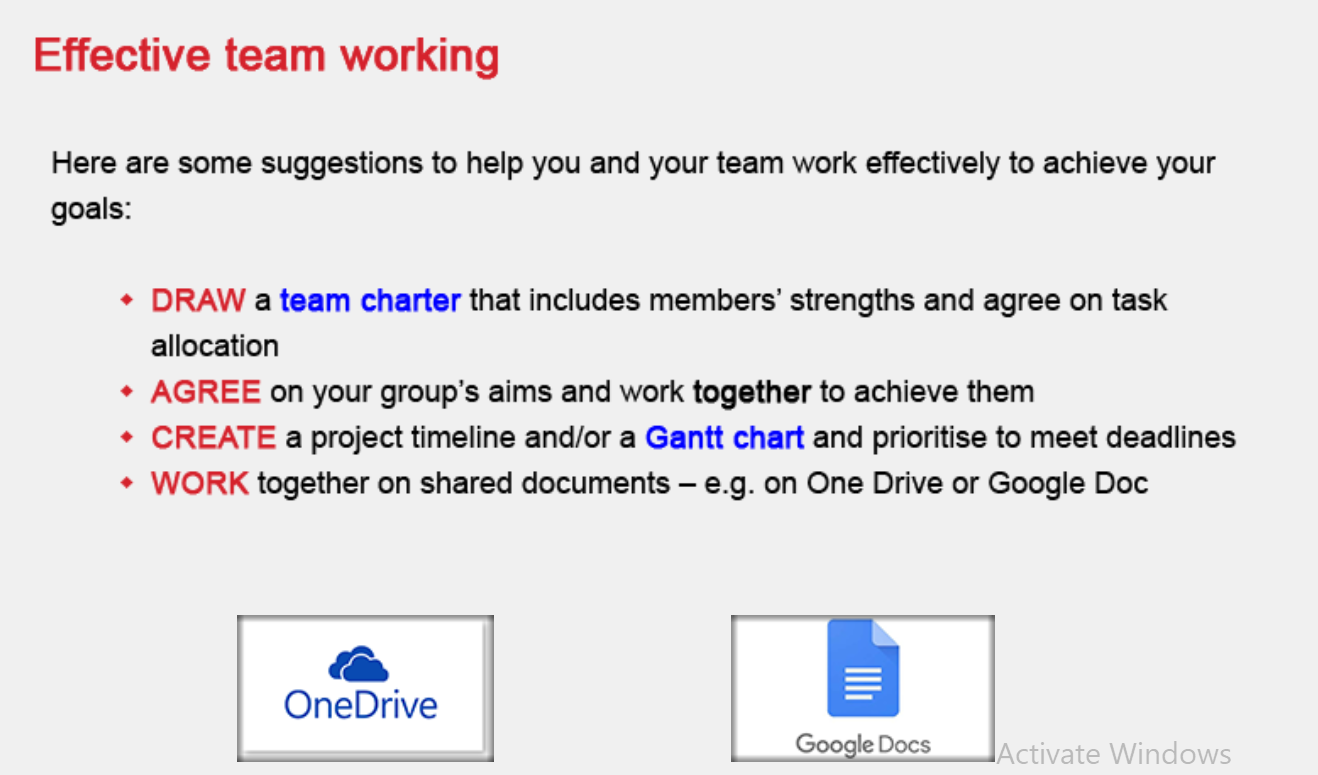 Effective team working
Here are some suggestions to help you and your team work effectively to achieve your
goals:
DRAW a team charter that includes members’ strengths and agree on task
allocation
AGREE on your group’s aims and work together to achieve them
CREATE a project timeline and/or a Gantt chart and prioritise to meet deadlines
WORK together on shared documents – e.g. on One Drive or Google Doc
OneDrive
Google Docs
Activate Windows